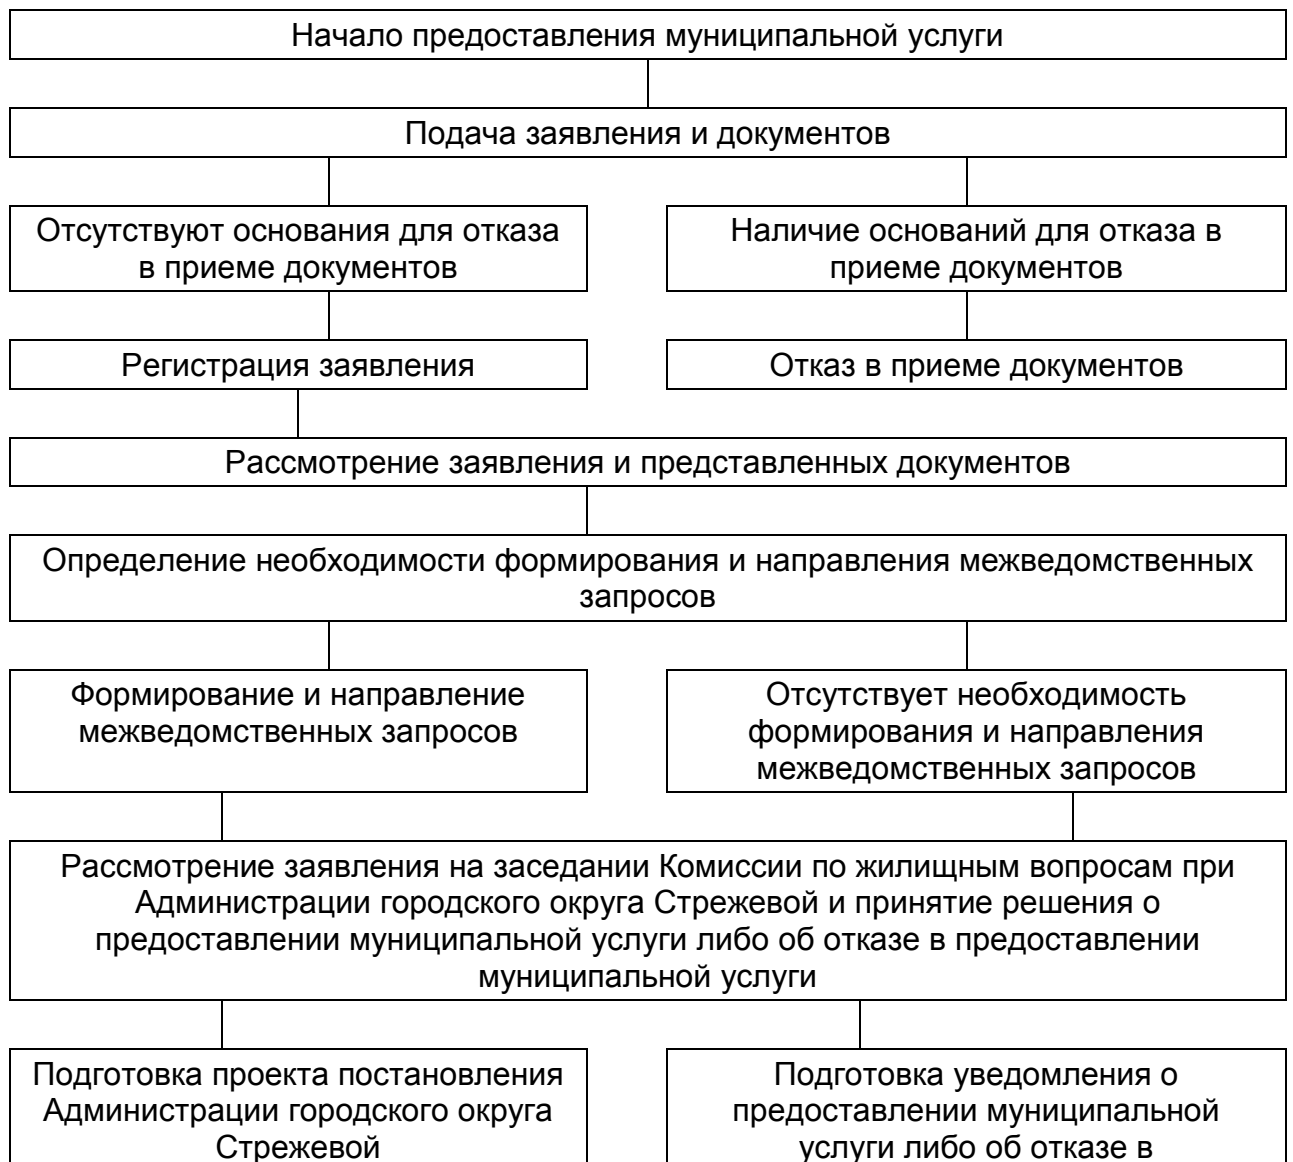 Начало предоставления муниципальной услуги
Подача заявления и документов
Отсутствуют основания для отказа
в приеме документов
Наличие оснований для отказа в
приеме документов
Регистрация заявления
Отказ в приеме документов
Рассмотрение заявления и представленных документов
Определение необходимости формирования и направления межведомственных
запросов
Формирование и направление
межведомственных запросов
Отсутствует необходимость
формирования и направления
межведомственных запросов
Рассмотрение заявления на заседании Комиссии по жилищным вопросам при
Администрации городского округа Стрежевой и принятие решения о
предоставлении муниципальной услуги либо об отказе в предоставлении
муниципальной услуги
Подготовка проекта постановления
Администрации городского округа
Стрежевой
Подготовка уведомления о
предоставлении муниципальной
услуги либо об отказе в